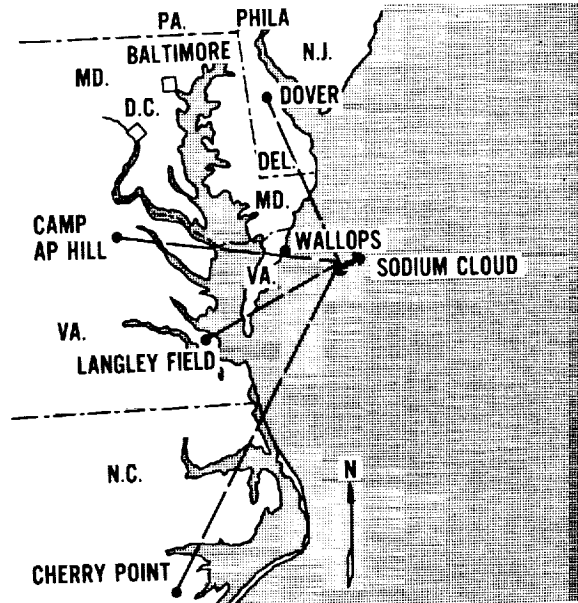 PA.
PHILA
BALTIMORE
N.J.
MD.
DOVER
D.C.
DEL.
MD.
CAMP
AP HILL
WALLOPS
SODIUM CLOUD
VA.
VA.
LANGLEY FIELD
N
N.C.
CHERRY POINT